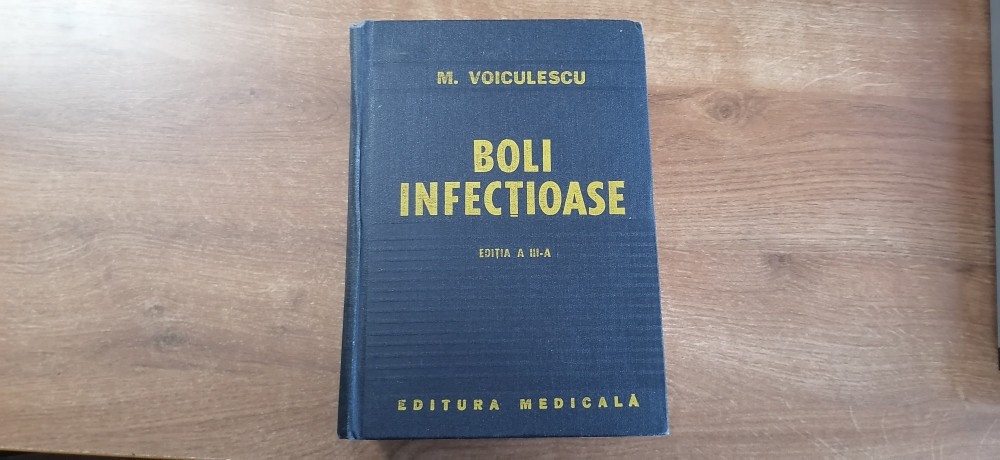 M. VOICULESCU
BOLI
INFECȚIOASE
EDIȚIA A III-A
EDITURA MEDICALĂ